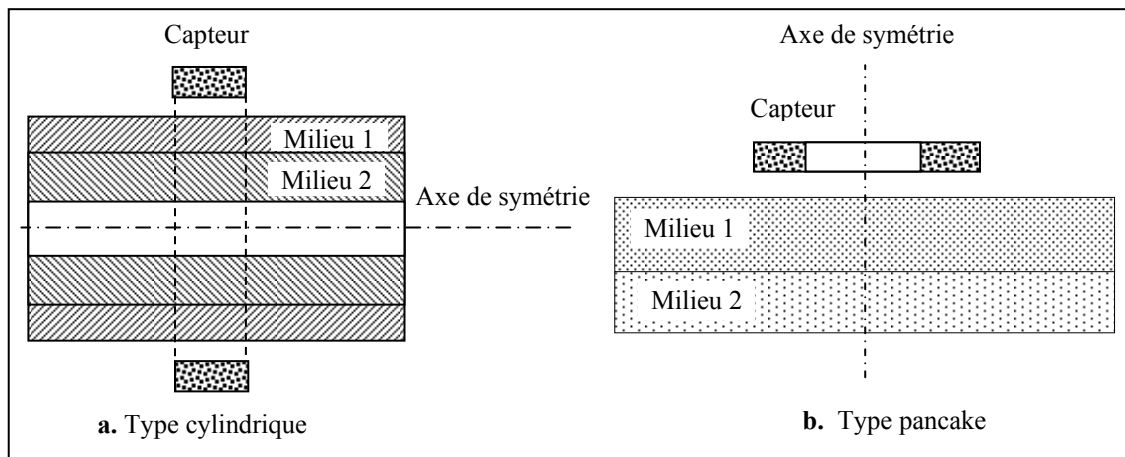 Capteur
Milieu 1
Milieu 2
Axe de symétrie
a. Type cylindrique
Axe de symétrie
Capteur
Milieu 1
Milieu 2
b. Type pancake